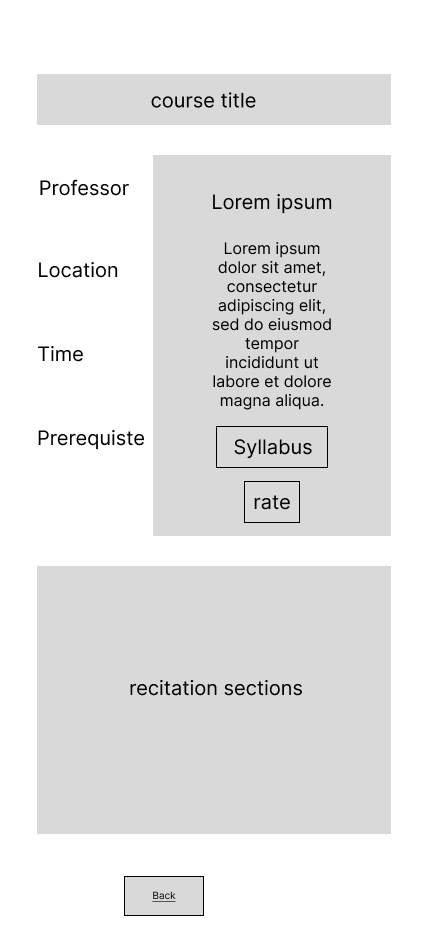 course title
Professor
Location
Time
Prerequiste
Lorem ipsum
Lorem ipsum
dolor sit amet,
consectetur
adipiscing elit,
sed do eiusmod
tempor
incididunt ut
labore et dolore
magna aliqua.
Syllabus
rate
recitation sections
Back